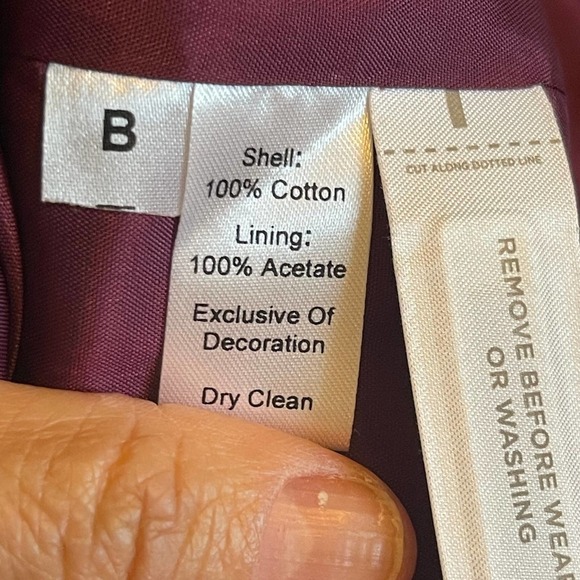 B
Shell:
100% Cotton
Lining:
100% Acetate
Exclusive Of
Decoration
Dry Clean
CUT ALONG DOTTED LINE
REMOVE BEFORE WEA
OR WASHING